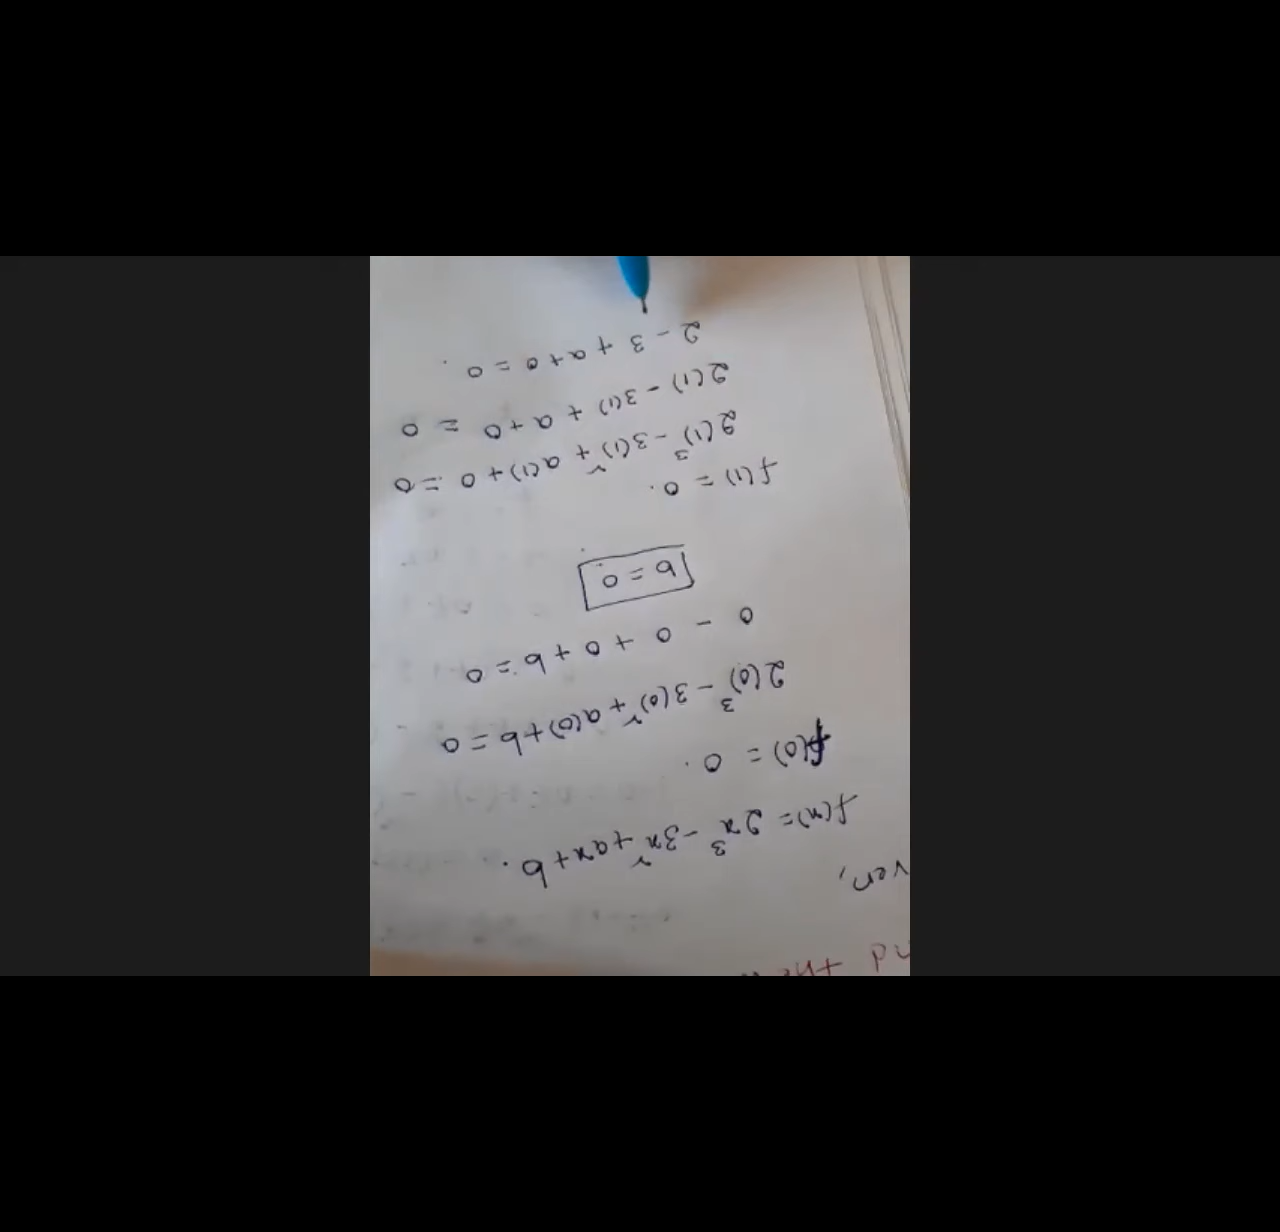 nd the
ven,
f(x) = 2x³ - 3x² + ax + b.
f(0) = 0.
2(0)³ - 3(0)² + a(0) + b = 0
0 - 0 + 0 + b = 0
b = 0
f(1) = 0.
2(1)³ - 3(1)² + a(1) + 0 = 0
2(1) - 3(1) + a + 0 = 0
2 - 3 + a + 0 = 0.